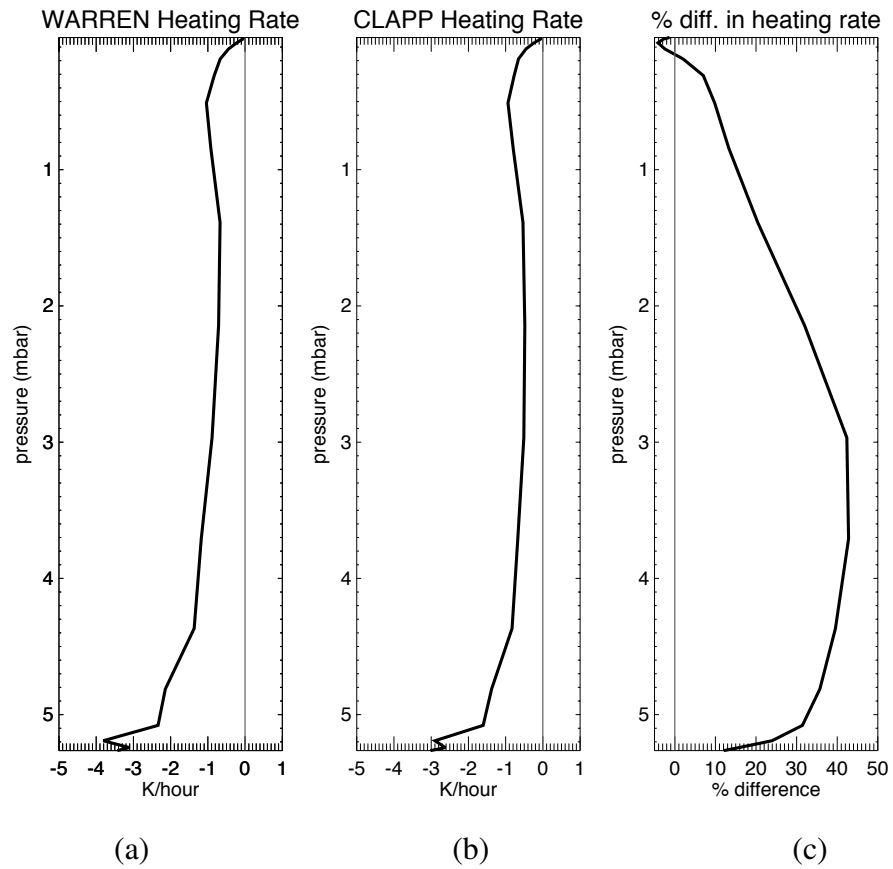 WARREN Heating Rate
pressure (mbar)
1
2
3
4
5
-5 -4 -3 -2 -1 0 1
K/hour
(a)
CLAPP Heating Rate
pressure (mbar)
1
2
3
4
5
-5 -4 -3 -2 -1 0 1
K/hour
(b)
% diff. in heating rate
pressure (mbar)
1
2
3
4
5
0 10 20 30 40 50
% difference
(c)